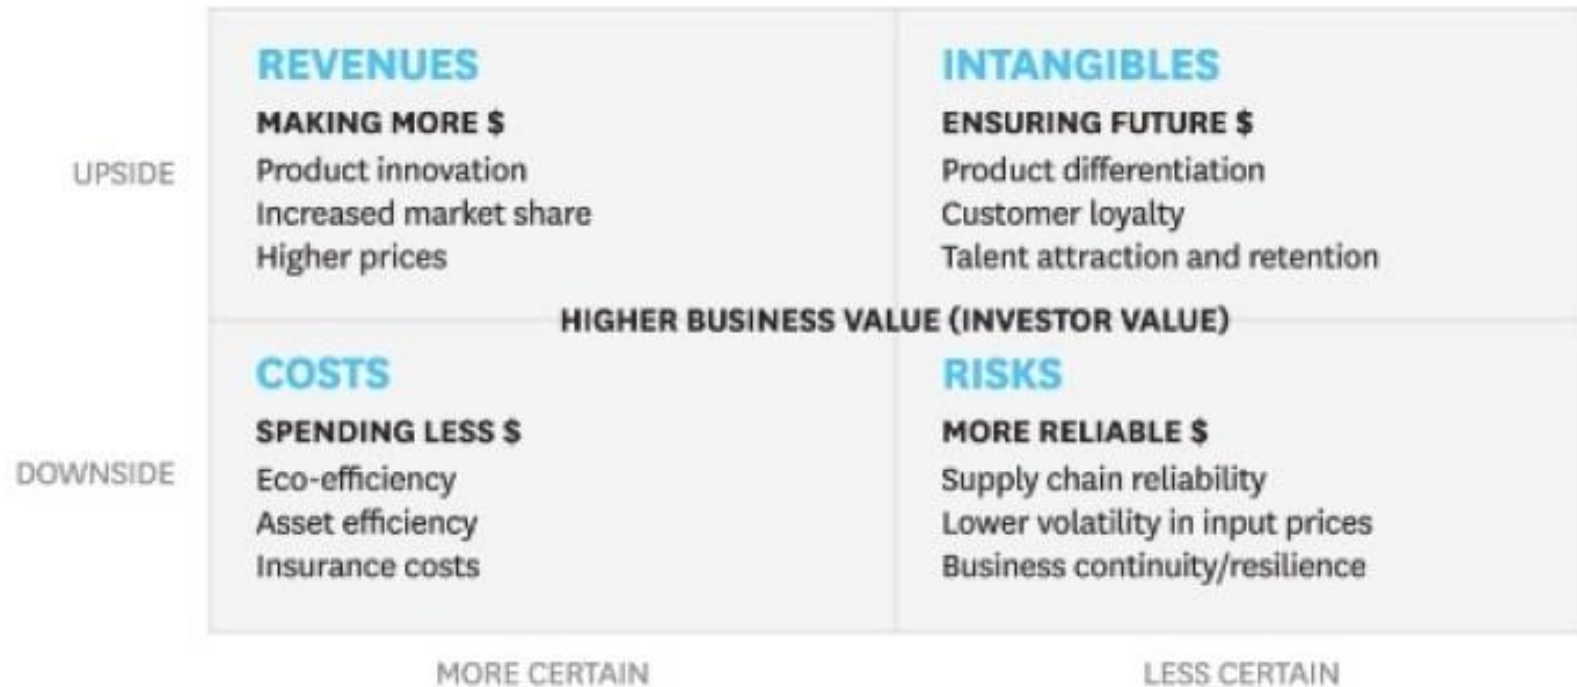 REVENUES
MAKING MORE $
Product innovation
Increased market share
Higher prices
INTANGIBLES
ENSURING FUTURE $
Product differentiation
Customer loyalty
Talent attraction and retention
UPSIDE
HIGHER BUSINESS VALUE (INVESTOR VALUE)
COSTS
SPENDING LESS $
Eco-efficiency
Asset efficiency
Insurance costs
RISKS
MORE RELIABLE $
Supply chain reliability
Lower volatility in input prices
Business continuity/resilience
DOWNSIDE
MORE CERTAIN
LESS CERTAIN